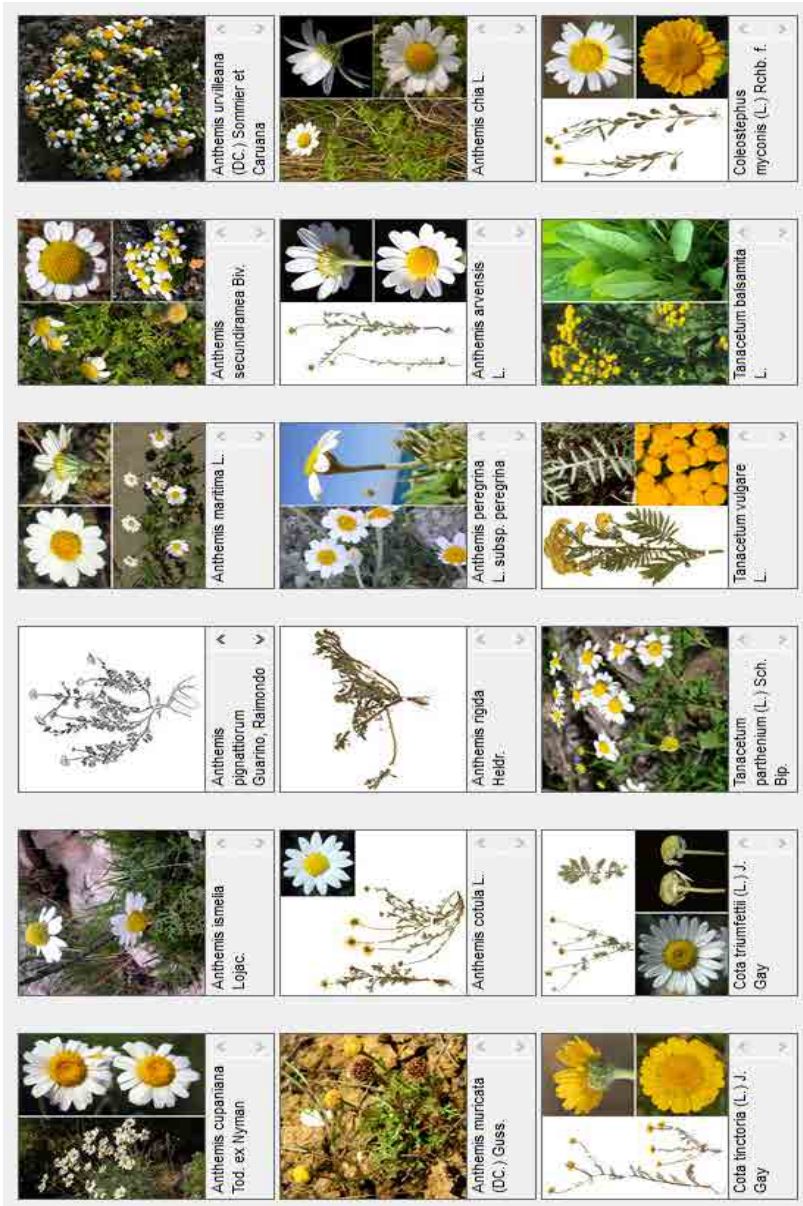 Anthemis cupaniana
Tod. ex Nyman
Anthemis ismelia
Lojac.
Anthemis
pignattiorum
Guarino, Raimondo
Anthemis maritima L.
Anthemis
secundiramea Biv.
Anthemis urvilleana
(DC.) Sommier et
Caruana
Anthemis muricata
(DC.) Guss.
Anthemis cotula L.
Anthemis rigida
Heldr.
Anthemis peregrina
L. subsp. peregrina
Anthemis arvensis
L.
Anthemis chia L.
Cota tinctoria (L.) J.
Gay
Cota triumfettii (L.) J.
Gay
Tanacetum
parthenium (L.) Sch.
Bip.
Tanacetum vulgare
L.
Tanacetum balsamita
L.
Coleostephus
myconis (L.) Rchb. f.